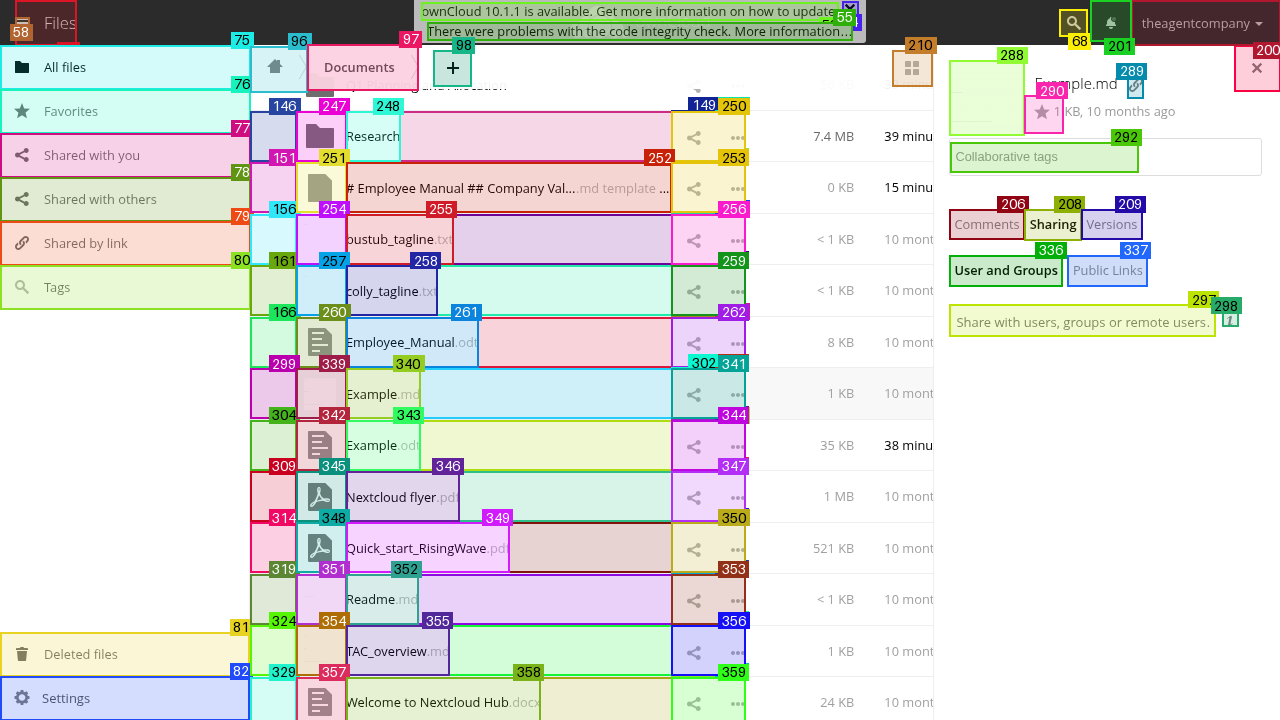 Files
ownCloud 10.1.1 is available. Get more information on how to update
There were problems with the code integrity check. More information...
theagentcompany
58
55
68
201
200
75
76
77
78
79
80
81
82
All files
Favorites
Shared with you
Shared with others
Shared by link
Tags
Deleted files
Settings
96
97
98
210
Documents
+
146 247 248 149 250
Research 7.4 MB 39 minu
151 251 252 253
# Employee Manual ## Company Val....md template ... 0 KB 15 minu
156 254 255 256
bustub_tagline.txt < 1 KB 10 mont
161 257 258 259
colly_tagline.txt < 1 KB 10 mont
166 260 261 262
Employee_Manual.odt 8 KB 10 mont
299 339 340 302 341
Example.md 1 KB 10 mont
304 342 343 344
Example.odt 35 KB 38 minu
309 345 346 347
Nextcloud flyer.pdf 1 MB 10 mont
314 348 349 350
Quick_start_RisingWave.pdf 521 KB 10 mont
319 351 352 353
Readme.md < 1 KB 10 mont
324 354 355 356
TAC_overview.md 1 KB 10 mont
329 357 358 359
Welcome to Nextcloud Hub.docx 24 KB 10 mont
288
289
290
Example.md
1 KB, 10 months ago
292
Collaborative tags
206 208 209
Comments Sharing Versions
336 337
User and Groups Public Links
297 298
Share with users, groups or remote users.